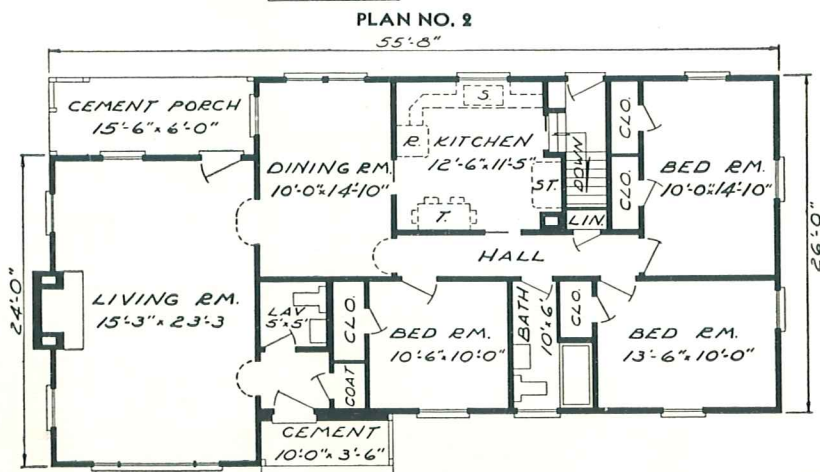 PLAN NO. 2
55'-8"
CEMENT PORCH
15'-6" x 6'-0"
S.
R.
KITCHEN
12'-6" x 11'-5"
DINING RM.
10'-0" x 14'-10"
ST.
T.
DOWN
LIN.
CLO.
CLO.
BED RM.
10'-0" x 14'-10"
26'-0"
HALL
24'-0"
LIVING RM.
15'-3" x 23'-3
LAV
5' x 5'
CLO.
BED RM.
10'-6" x 10'-0"
BATH
10' x 6'
CLO.
BED RM.
13'-6" x 10'-0"
COAT
CEMENT
10'-0" x 3'-6"